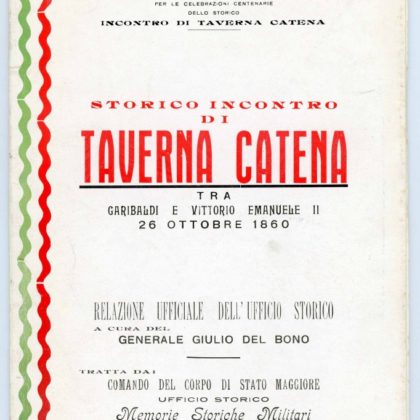 PER LE CELEBRAZIONI CENTENARIE
DELLO STORICO
INCONTRO DI TAVERNA CATENA
STORICO INCONTRO
DI
TAVERNA CATENA
TRA
GARIBALDI E VITTORIO EMANUELE II
26 OTTOBRE 1860
RELAZIONE UFFICIALE DELL'UFFICIO STORICO
A CURA DEL
GENERALE GIULIO DEL BONO
TRATTA DAI
COMANDO DEL CORPO DI STATO MAGGIORE
UFFICIO STORICO
Memorie Storiche Militari